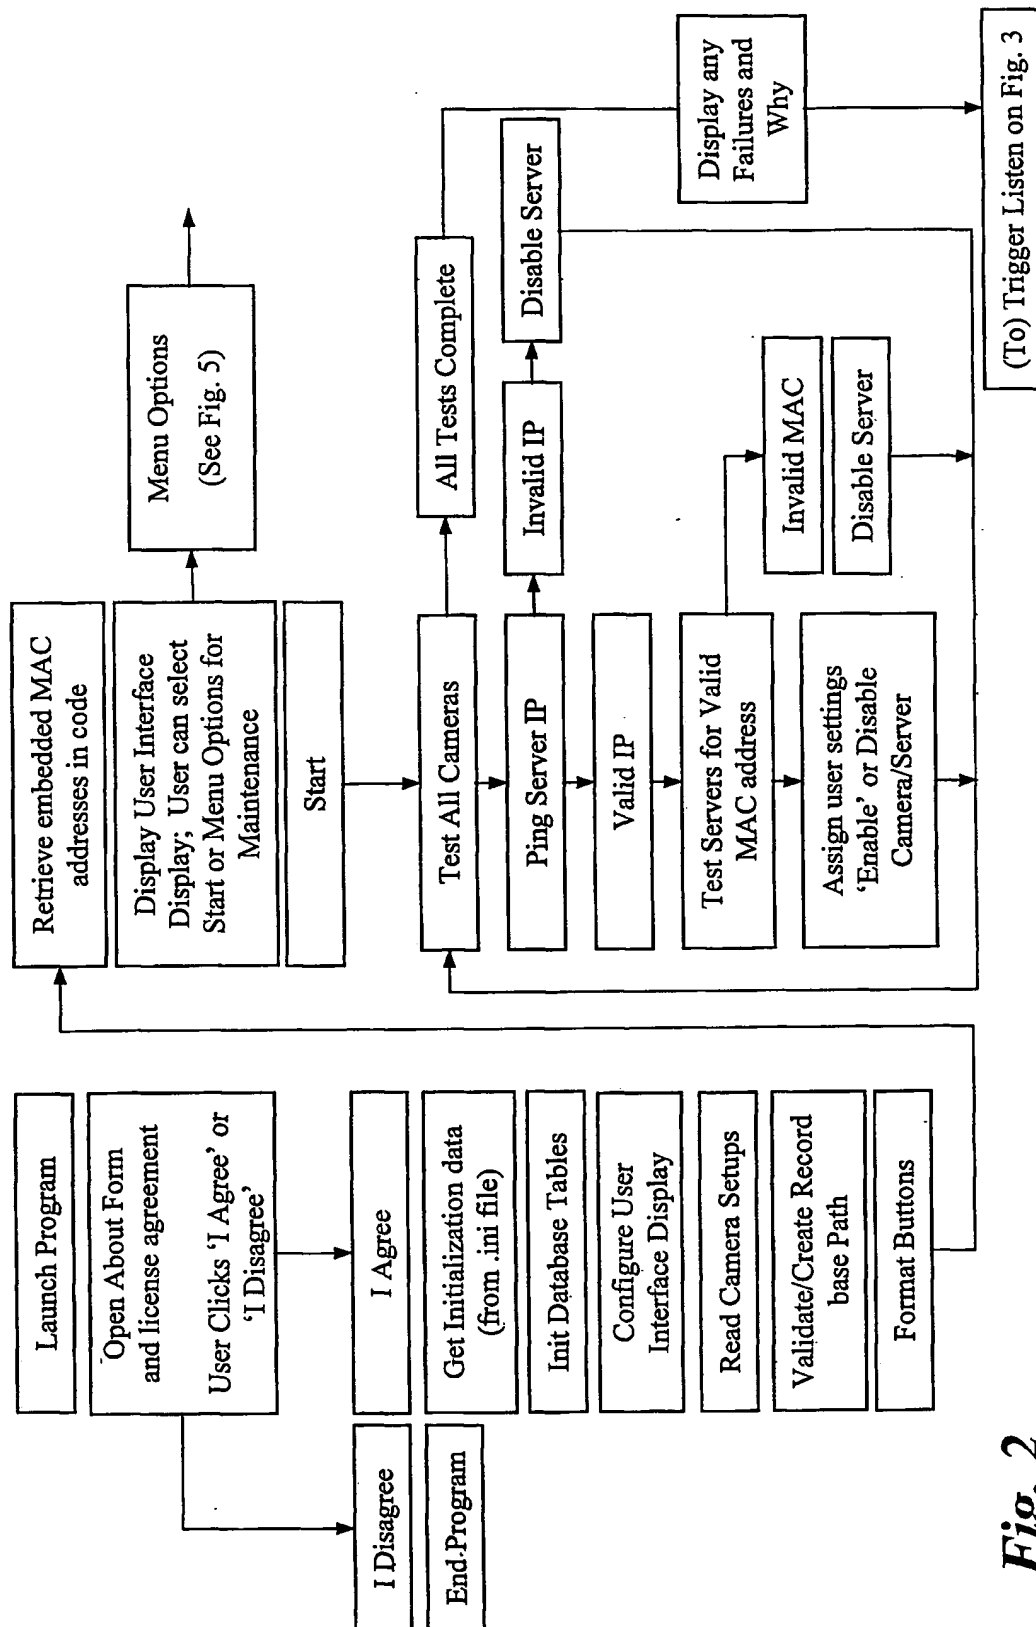 Launch Program
Open About Form
and license agreement
User Clicks ‘I Agree’ or
‘I Disagree’
I Disagree
End Program
I Agree
Get Initialization data
(from .ini file)
Init Database Tables
Configure User
Interface Display
Read Camera Setups
Validate/Create Record
base Path
Format Buttons
Retrieve embedded MAC
addresses in code
Display User Interface
Display; User can select
Start or Menu Options for
Maintenance
Menu Options
(See Fig. 5)
Start
Test All Cameras
All Tests Complete
Ping Server IP
Invalid IP
Disable Server
Valid IP
Test Servers for Valid
MAC address
Invalid MAC
Disable Server
Assign user settings
‘Enable’ or Disable
Camera/Server
Display any
Failures and
Why
(To) Trigger Listen on Fig. 3
Fig. 2